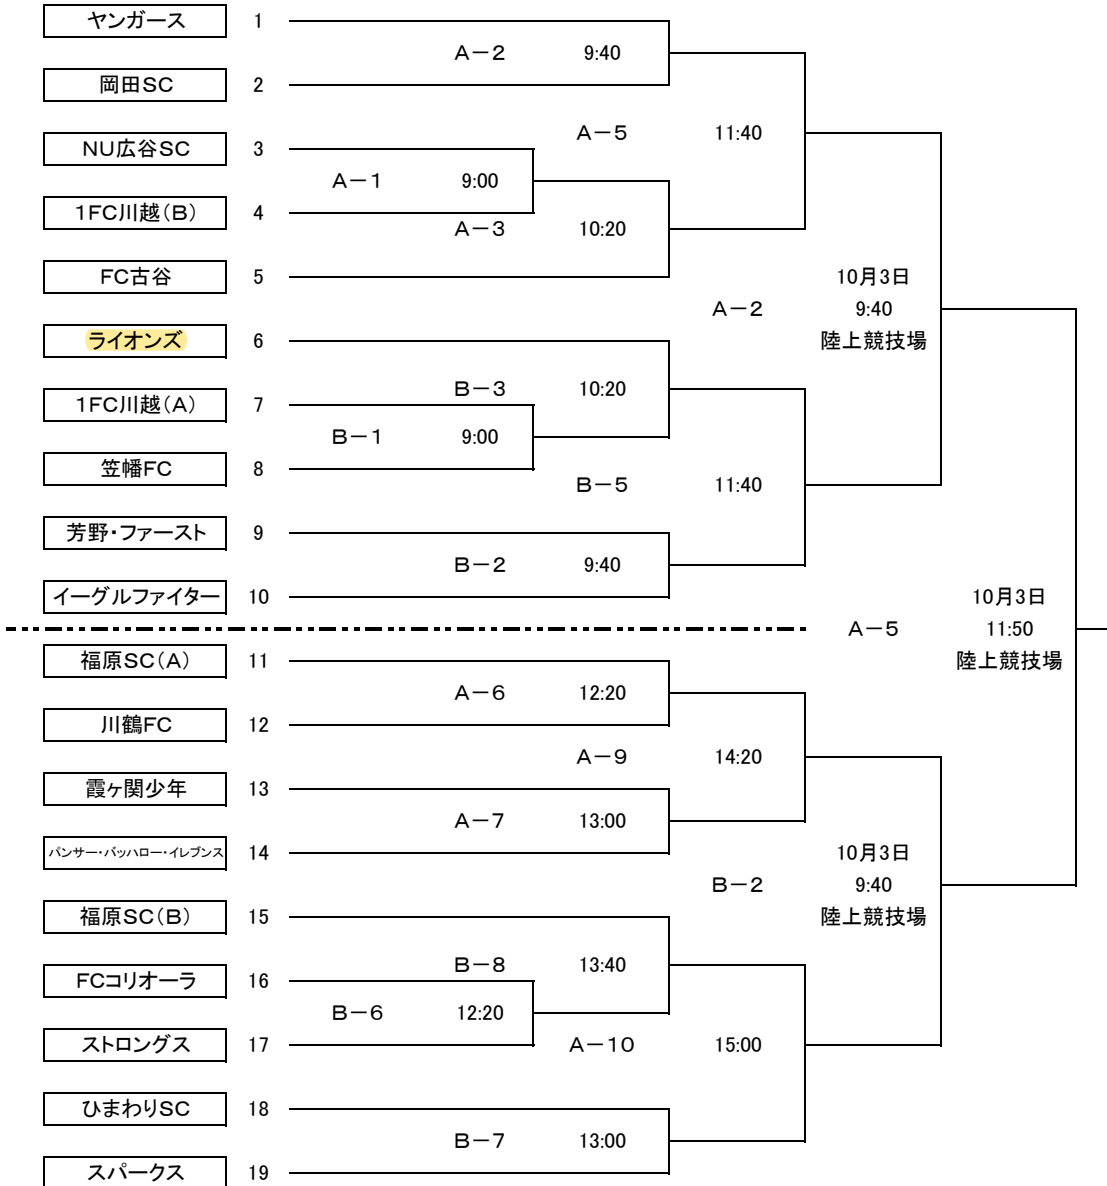 ヤンガース 1
A-2 9:40
岡田SC 2
A-5 11:40
NU広谷SC 3
A-1 9:00
1FC川越(B) 4
A-3 10:20
FC古谷 5
10月3日
A-2 9:40
陸上競技場
ライオンズ 6
B-3 10:20
1FC川越(A) 7
B-1 9:00
笠幡FC 8
B-5 11:40
芳野・ファースト 9
B-2 9:40
イーグルファイター 10
10月3日
A-5 11:50
陸上競技場
福原SC(A) 11
A-6 12:20
川鶴FC 12
A-9 14:20
霞ヶ関少年 13
A-7 13:00
パンサー・バッハロー・イレブンス 14
10月3日
B-2 9:40
陸上競技場
福原SC(B) 15
B-8 13:40
FCコリオーラ 16
B-6 12:20
ストロングス 17
A-10 15:00
ひまわりSC 18
B-7 13:00
スパークス 19